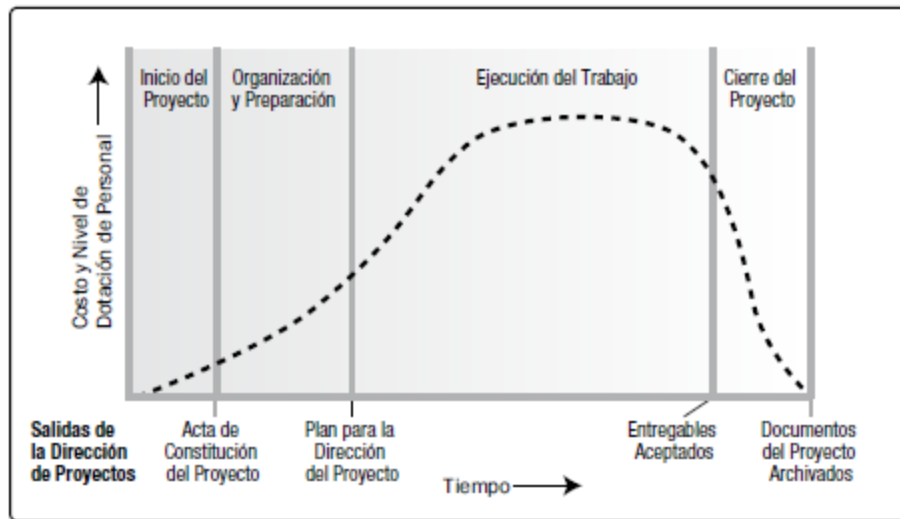 Inicio del
Proyecto
Organización
y Preparación
Ejecución del Trabajo
Cierre del
Proyecto
Costo y Nivel de
Dotación de Personal
Salidas de
la Dirección
de Proyectos
Acta de
Constitución
del Proyecto
Plan para la
Dirección
del Proyecto
Entregables
Aceptados
Documentos
del Proyecto
Archivados
Tiempo